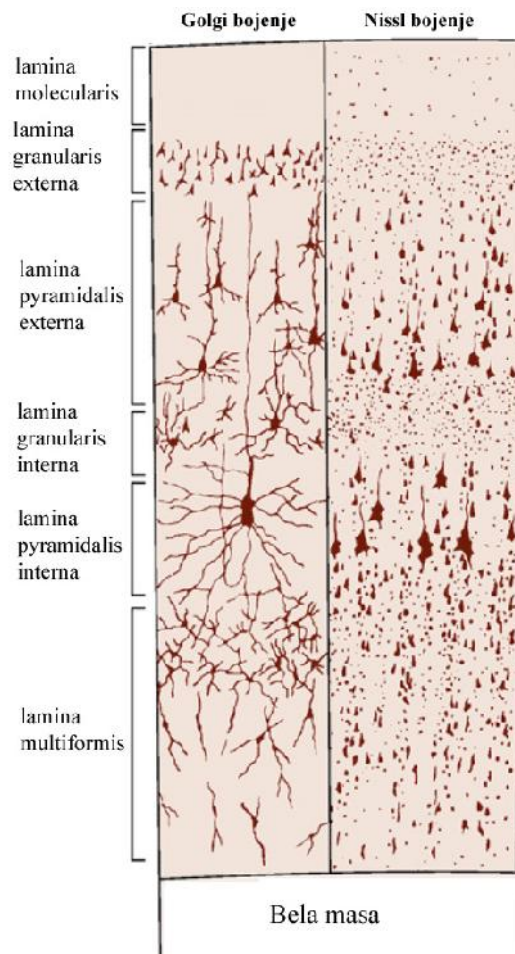 Golgi bojenje
Nissl bojenje
lamina
molecularis
lamina
granularis
externa
lamina
pyramidalis
externa
lamina
granularis
interna
lamina
pyramidalis
interna
lamina
multiformis
Bela masa